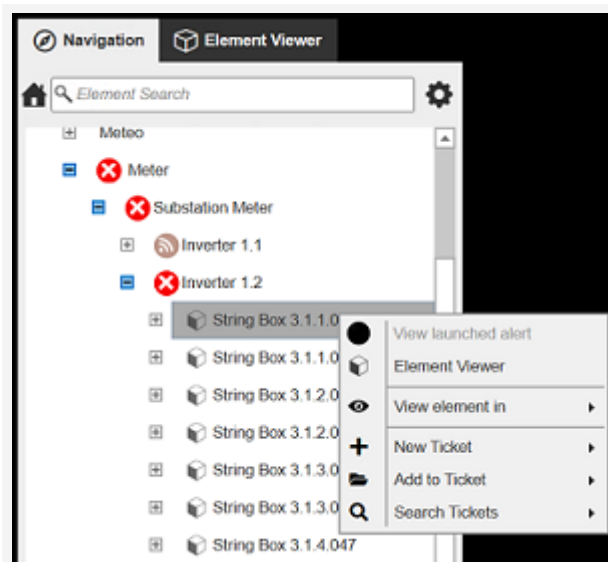 Navigation
Element Viewer
Element Search
Meteo
Meter
Substation Meter
Inverter 1.1
Inverter 1.2
String Box 3.1.1.0
String Box 3.1.1.0
String Box 3.1.2.0
String Box 3.1.2.0
String Box 3.1.3.0
String Box 3.1.3.0
String Box 3.1.4.047
View launched alert
Element Viewer
View element in
New Ticket
Add to Ticket
Search Tickets